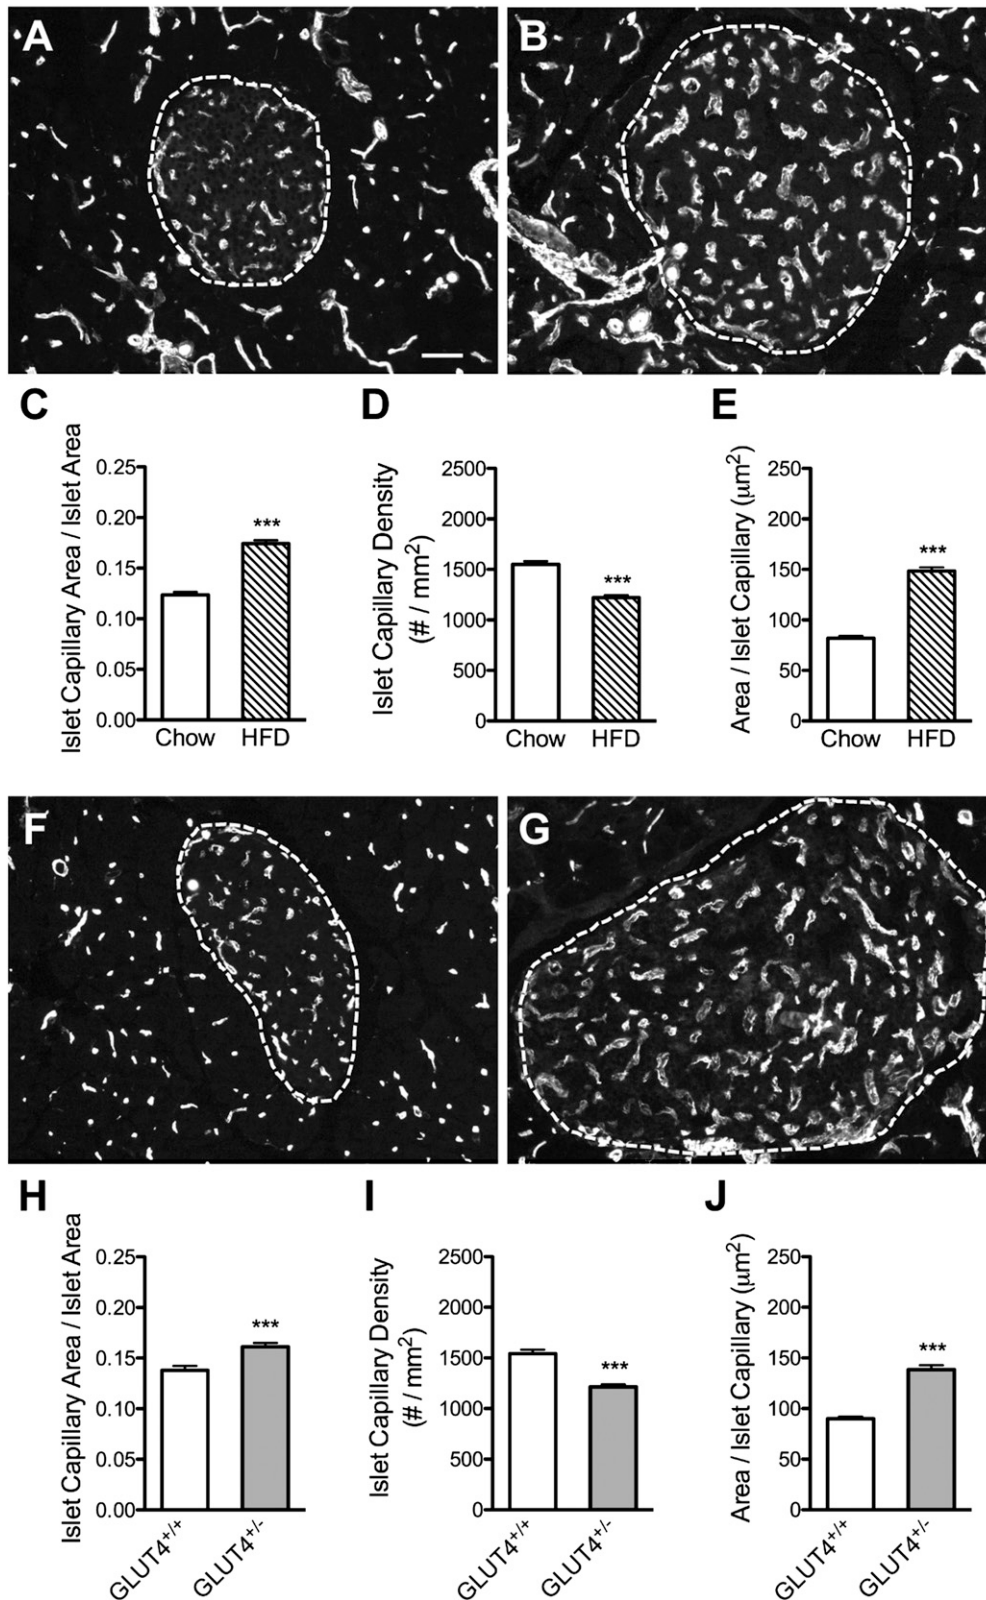 A
B
C
D
E
Islet Capillary Area / Islet Area
0.25
0.20
0.15
0.10
0.05
0.00
***
Chow
HFD
Islet Capillary Density
(# / mm²)
2500
2000
1500
1000
500
0
***
Chow
HFD
Area / Islet Capillary (μm²)
250
200
150
100
50
0
***
Chow
HFD
F
G
H
I
J
Islet Capillary Area / Islet Area
0.25
0.20
0.15
0.10
0.05
0.00
***
GLUT4+/+
GLUT4+/-
Islet Capillary Density
(# / mm²)
2500
2000
1500
1000
500
0
***
GLUT4+/+
GLUT4+/-
Area / Islet Capillary (μm²)
250
200
150
100
50
0
***
GLUT4+/+
GLUT4+/-